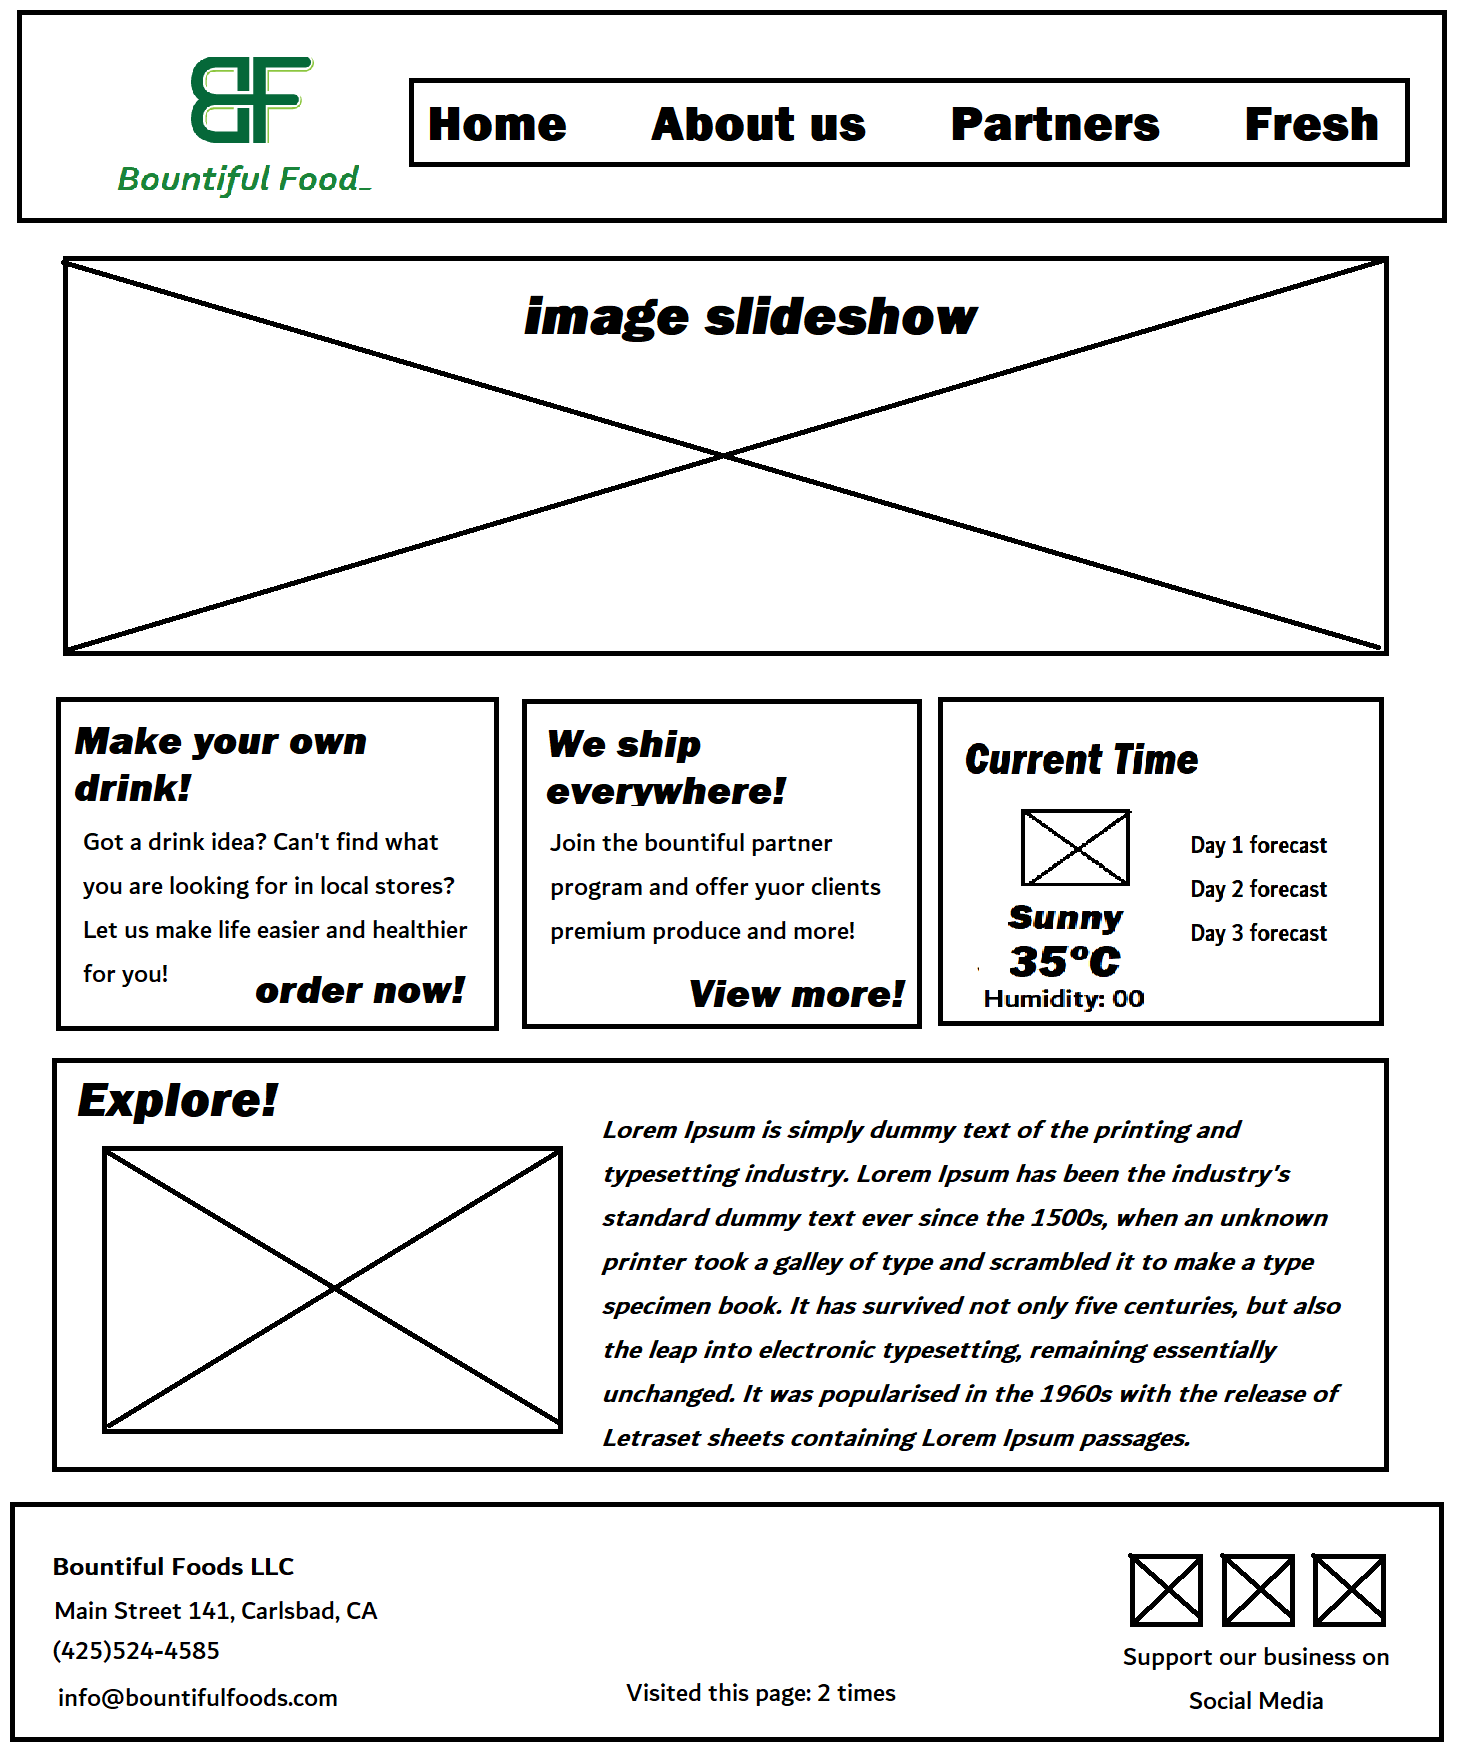 BF
Bountiful Food_
Home About us Partners Fresh
image slideshow
Make your own
drink!
Got a drink idea? Can't find what
you are looking for in local stores?
Let us make life easier and healthier
for you!
order now!
We ship
everywhere!
Join the bountiful partner
program and offer yuor clients
premium produce and more!
View more!
Current Time
Sunny
35°C
Humidity: 00
Day 1 forecast
Day 2 forecast
Day 3 forecast
Explore!
Lorem Ipsum is simply dummy text of the printing and
typesetting industry. Lorem Ipsum has been the industry's
standard dummy text ever since the 1500s, when an unknown
printer took a galley of type and scrambled it to make a type
specimen book. It has survived not only five centuries, but also
the leap into electronic typesetting, remaining essentially
unchanged. It was popularised in the 1960s with the release of
Letraset sheets containing Lorem Ipsum passages.
Bountiful Foods LLC
Main Street 141, Carlsbad, CA
(425)524-4585
info@bountifulfoods.com
Visited this page: 2 times
Support our business on
Social Media